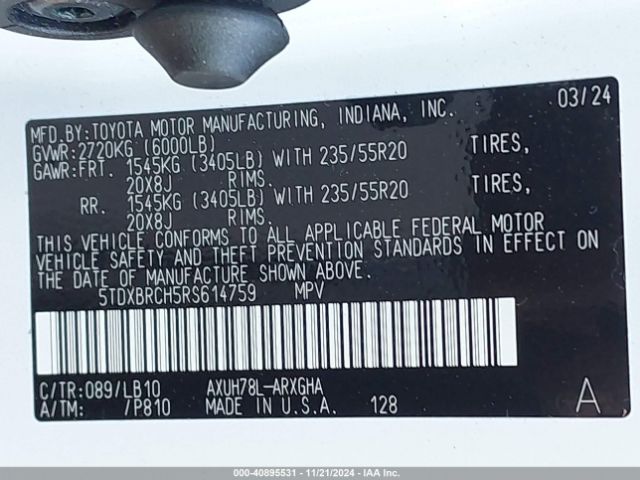 MFD.BY:TOYOTA MOTOR MANUFACTURING, INDIANA, INC. 03/24
GVWR:2720KG (6000LB)
GAWR:FRT. 1545KG (3405LB) WITH 235/55R20 TIRES,
20X8J RIMS.
RR. 1545KG (3405LB) WITH 235/55R20 TIRES,
20X8J RIMS.
THIS VEHICLE CONFORMS TO ALL APPLICABLE FEDERAL MOTOR
VEHICLE SAFETY AND THEFT PREVENTION STANDARDS IN EFFECT ON
THE DATE OF MANUFACTURE SHOWN ABOVE.
5TDXBRCH5RS614759 MPV
C/TR:089/LB10 AXUH78L-ARXGHA
A/TM: /P810 MADE IN U.S.A. 128 A
000-40895531 - 11/21/2024 - IAA Inc.